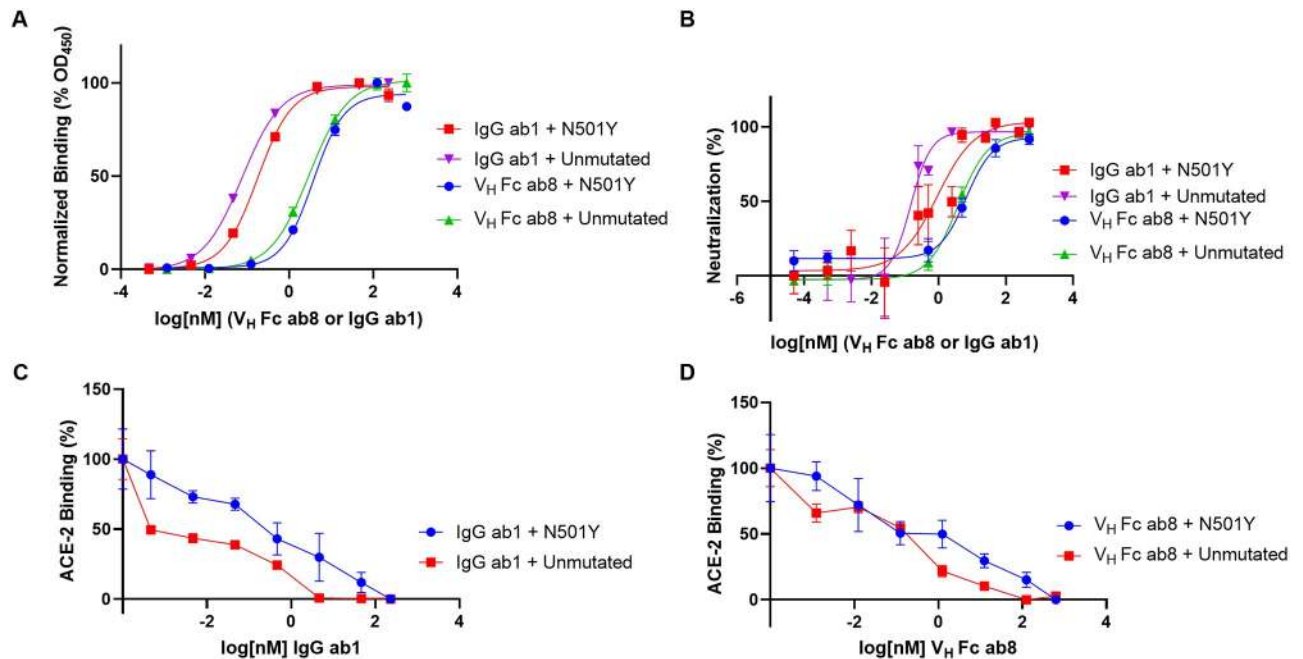 A
Normalized Binding (% OD450)
100
50
0
-4
-2
0
2
4
log[nM] (VH Fc ab8 or IgG ab1)
IgG ab1 + N501Y
IgG ab1 + Unmutated
VH Fc ab8 + N501Y
VH Fc ab8 + Unmutated
B
Neutralization (%)
100
50
-6
-4
-2
0
2
4
log[nM] (VH Fc ab8 or IgG ab1)
IgG ab1 + N501Y
IgG ab1 + Unmutated
VH Fc ab8 + N501Y
VH Fc ab8 + Unmutated
C
ACE-2 Binding (%)
150
100
50
0
-2
0
2
4
log[nM] IgG ab1
IgG ab1 + N501Y
IgG ab1 + Unmutated
D
ACE-2 Binding (%)
150
100
50
0
-2
0
2
4
log[nM] VH Fc ab8
VH Fc ab8 + N501Y
VH Fc ab8 + Unmutated